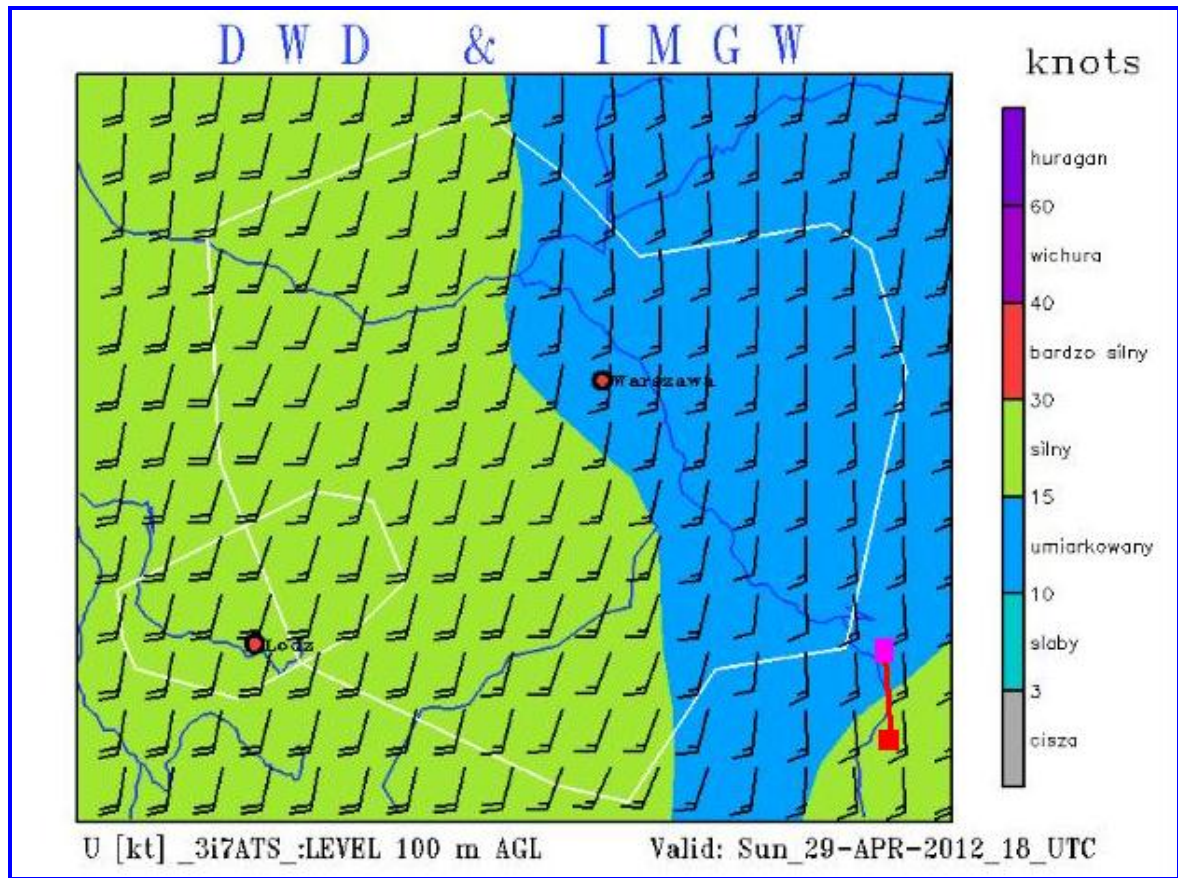 D W D & I M G W
knots
huragan
60
wichura
40
bardzo silny
30
silny
15
umiarkowany
10
slaby
3
cisza
Warszawa
Lodz
U [kt] _3i7ATS_:LEVEL 100 m AGL
Valid: Sun_29-APR-2012_18_UTC